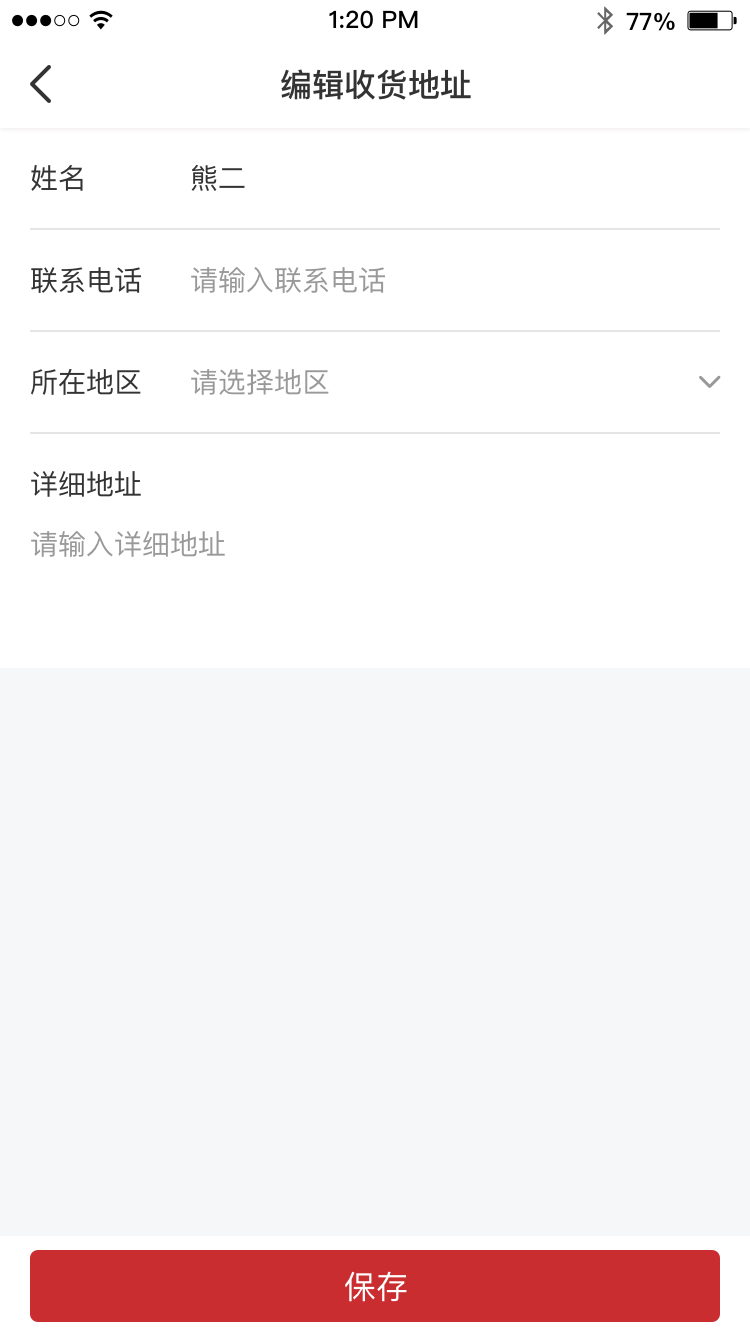 1:20 PM 77%
编辑收货地址
姓名 熊二
联系电话 请输入联系电话
所在地区 请选择地区
详细地址
请输入详细地址
保存